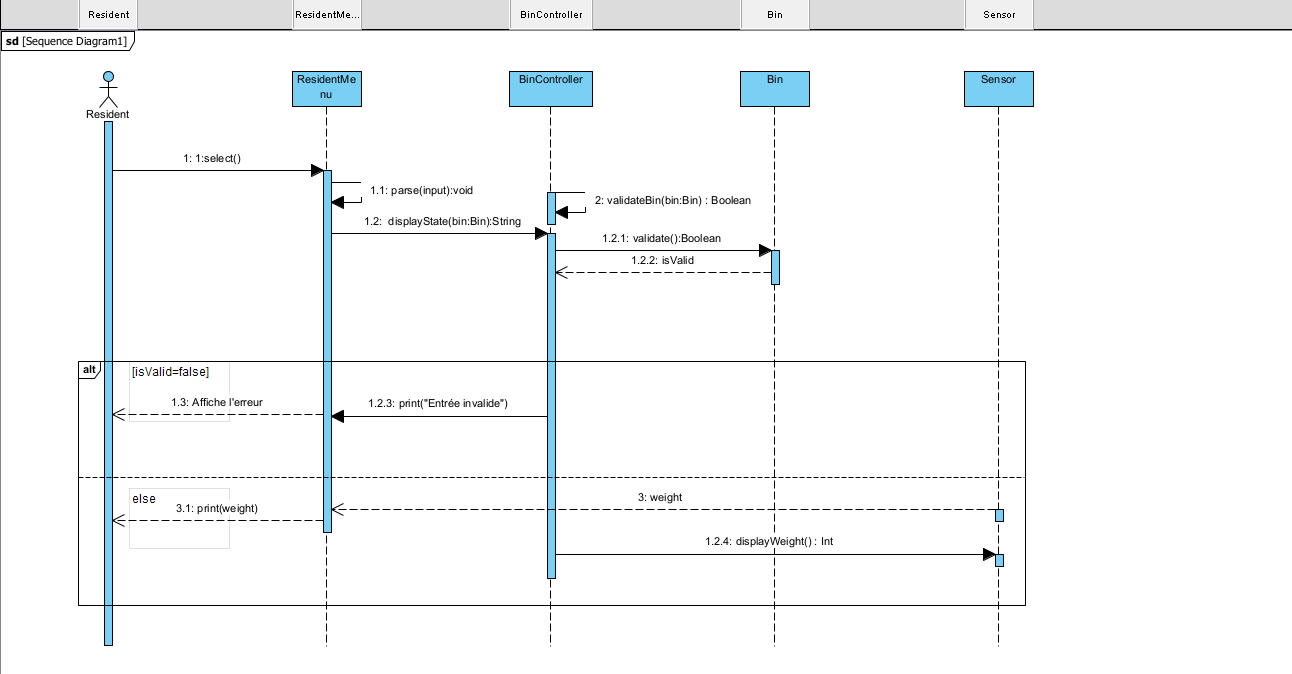 Resident
ResidentMe...
BinController
Bin
Sensor
sd [Sequence Diagram1]
ResidentMe
nu
BinController
Bin
Sensor
Resident
1: 1:select()
1.1: parse(input):void
2: validateBin(bin:Bin) : Boolean
1.2: displayState(bin:Bin):String
1.2.1: validate():Boolean
1.2.2: isValid
alt
[isValid=false]
1.3: Affiche l'erreur
1.2.3: print("Entrée invalide")
else
3: weight
3.1: print(weight)
1.2.4: displayWeight() : Int